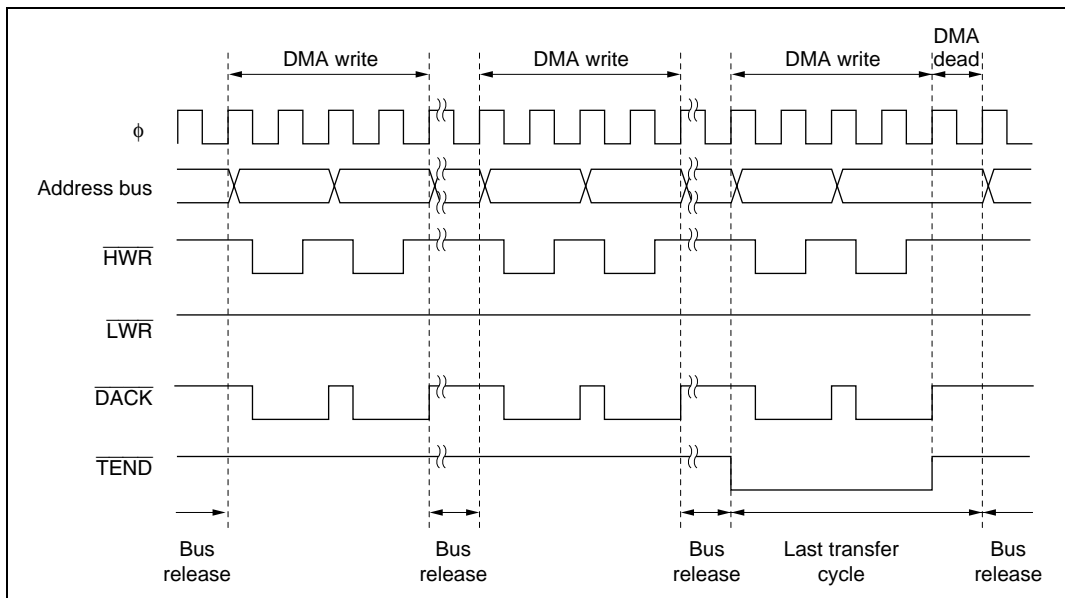 DMA
dead
DMA write
DMA write
DMA write
ϕ
Address bus
HWR
LWR
DACK
TEND
Bus
release
Bus
release
Bus
release
Last transfer
cycle
Bus
release